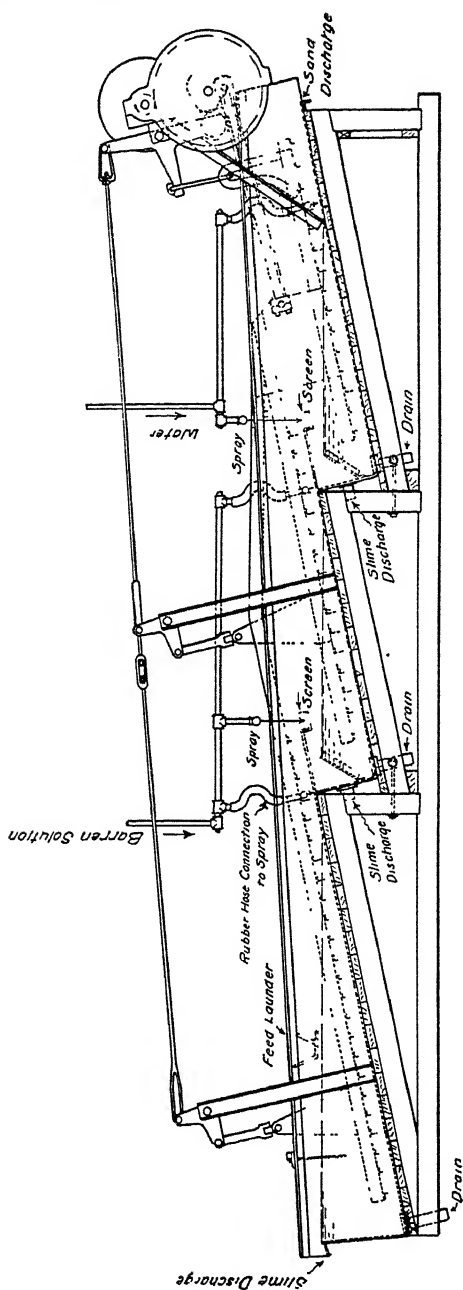 Sand
Discharge
Water
Spray
Screen
Drain
Slime
Discharge
Barren Solution
Spray
Screen
Drain
Slime
Discharge
Rubber Hose Connection
to Spray
Feed Launder
Slime Discharge
Drain